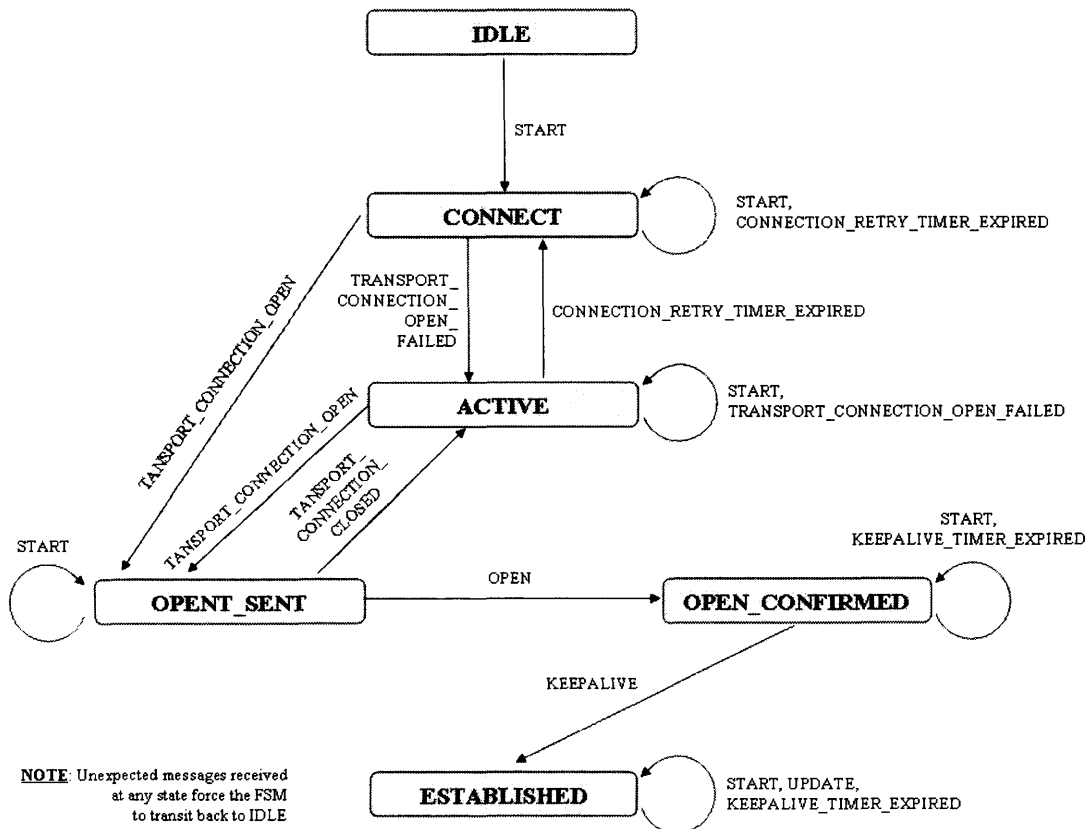 IDLE
START
CONNECT
START,
CONNECTION_RETRY_TIMER_EXPIRED
TANSPORT_CONNECTION_OPEN
TRANSPORT_
CONNECTION_
OPEN_
FAILED
CONNECTION_RETRY_TIMER_EXPIRED
ACTIVE
START,
TRANSPORT_CONNECTION_OPEN_FAILED
TANSPORT_CONNECTION_OPEN
TANSPORT_
CONNECTION_
CLOSED
START
OPENT_SENT
OPEN
START,
KEEPALIVE_TIMER_EXPIRED
OPEN_CONFIRMED
KEEPALIVE
NOTE: Unexpected messages received
at any state force the FSM
to transit back to IDLE
ESTABLISHED
START, UPDATE,
KEEPALIVE_TIMER_EXPIRED